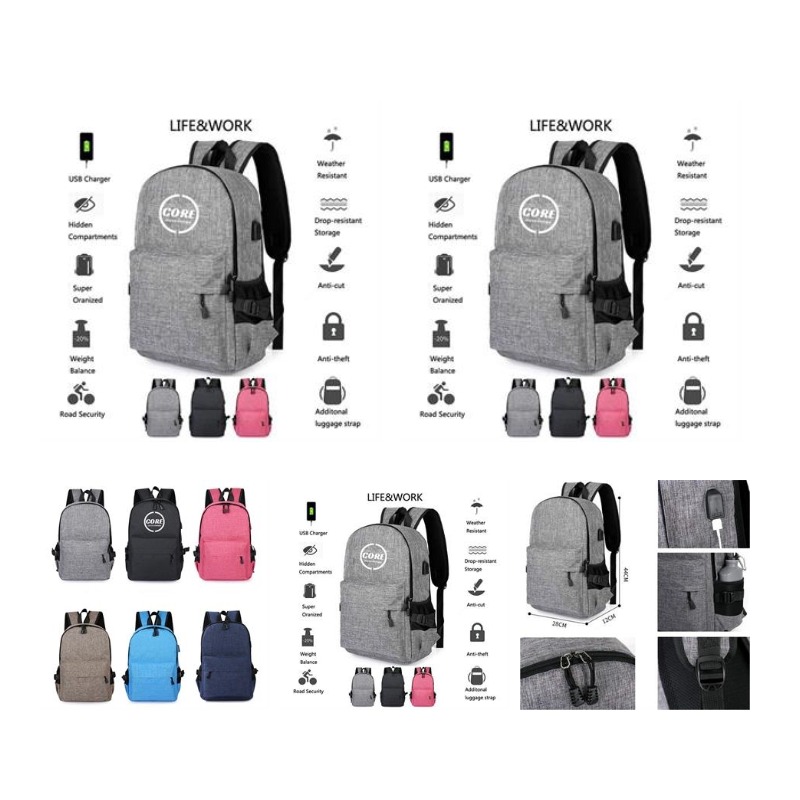 LIFE&WORK
USB Charger
Hidden
Compartments
Super
Oranized
-20%
Weight
Balance
Road Security
CORE
Weather
Resistant
Drop-resistant
Storage
Anti-cut
Anti-theft
Additonal
luggage strap
LIFE&WORK
USB Charger
Hidden
Compartments
Super
Oranized
-20%
Weight
Balance
Road Security
CORE
Weather
Resistant
Drop-resistant
Storage
Anti-cut
Anti-theft
Additonal
luggage strap
CORE
LIFE&WORK
USB Charger
Hidden
Compartments
Super
Oranized
-20%
Weight
Balance
Road Security
CORE
Weather
Resistant
Drop-resistant
Storage
Anti-cut
Anti-theft
Additonal
luggage strap
44CM
28CM
12CM